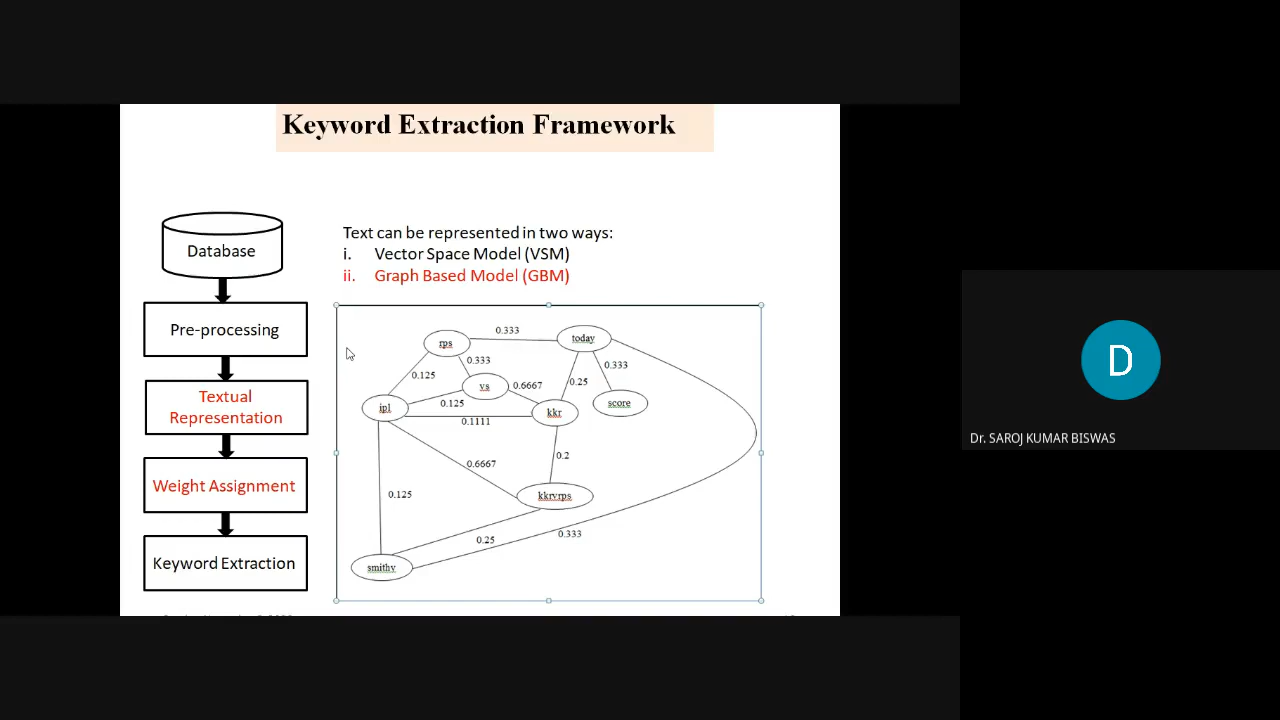 Keyword Extraction Framework
Database
Pre-processing
Textual
Representation
Weight Assignment
Keyword Extraction
Text can be represented in two ways:
i. Vector Space Model (VSM)
ii. Graph Based Model (GBM)
rps
0.333
today
0.333
0.333
0.125
vs
0.6667
0.25
ipl
0.125
kkr
score
0.1111
0.2
0.6667
0.125
kkrvrps
0.25
0.333
smithy
D
Dr. SAROJ KUMAR BISWAS